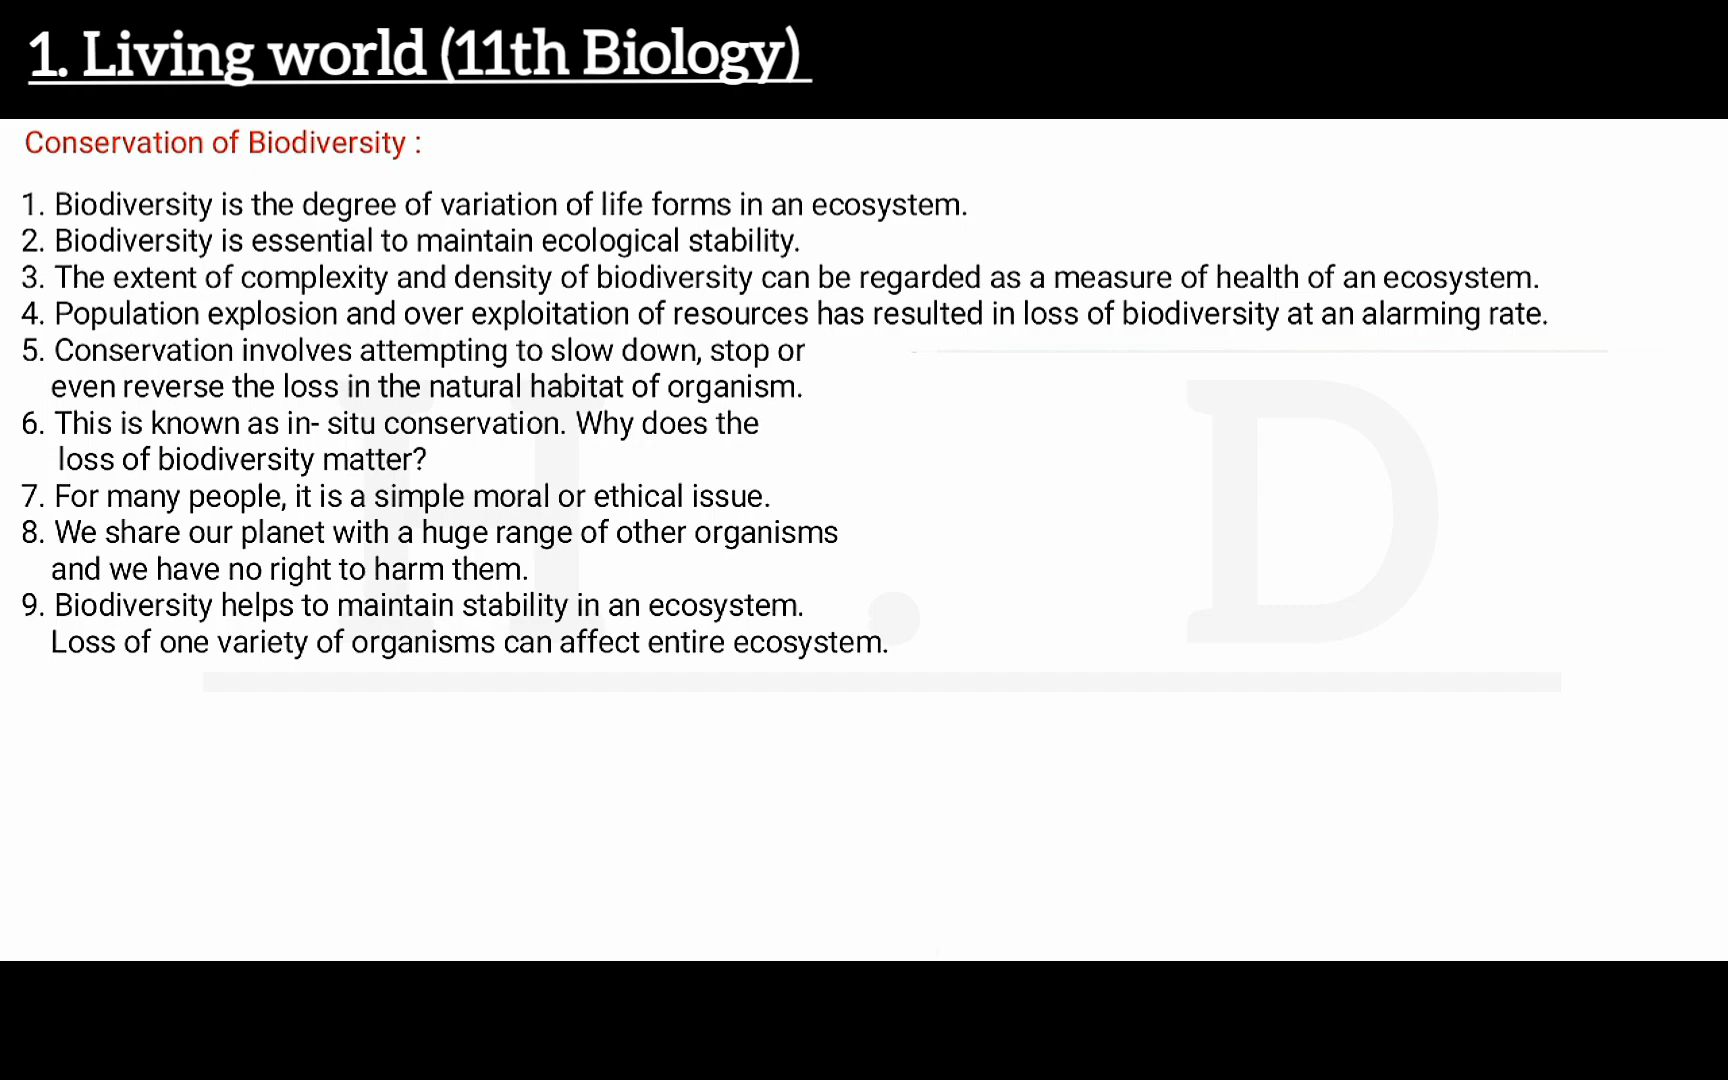 1. Living world (11th Biology)
Conservation of Biodiversity :
1. Biodiversity is the degree of variation of life forms in an ecosystem.
2. Biodiversity is essential to maintain ecological stability.
3. The extent of complexity and density of biodiversity can be regarded as a measure of health of an ecosystem.
4. Population explosion and over exploitation of resources has resulted in loss of biodiversity at an alarming rate.
5. Conservation involves attempting to slow down, stop or
even reverse the loss in the natural habitat of organism.
6. This is known as in- situ conservation. Why does the
loss of biodiversity matter?
7. For many people, it is a simple moral or ethical issue.
8. We share our planet with a huge range of other organisms
and we have no right to harm them.
9. Biodiversity helps to maintain stability in an ecosystem.
Loss of one variety of organisms can affect entire ecosystem.
H . D